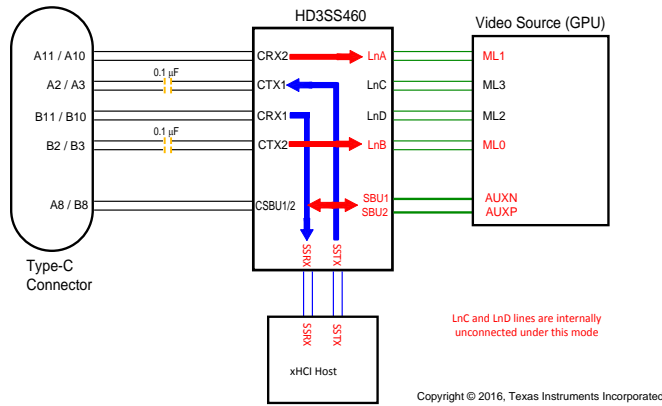 HD3SS460
Video Source (GPU)
A11 / A10
CRX2
LnA
ML1
0.1 µF
A2 / A3
CTX1
LnC
ML3
B11 / B10
CRX1
LnD
ML2
0.1 µF
B2 / B3
CTX2
LnB
ML0
A8 / B8
CSBU1/2
SBU1
SBU2
AUXN
AUXP
SSRX
SSTX
Type-C
Connector
SSRX
SSTX
xHCI Host
LnC and LnD lines are internally
unconnected under this mode
Copyright © 2016, Texas Instruments Incorporated